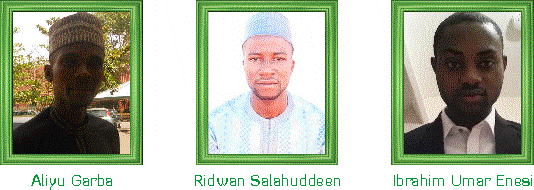 Aliyu Garba
Ridwan Salahuddeen
Ibrahim Umar Enesi